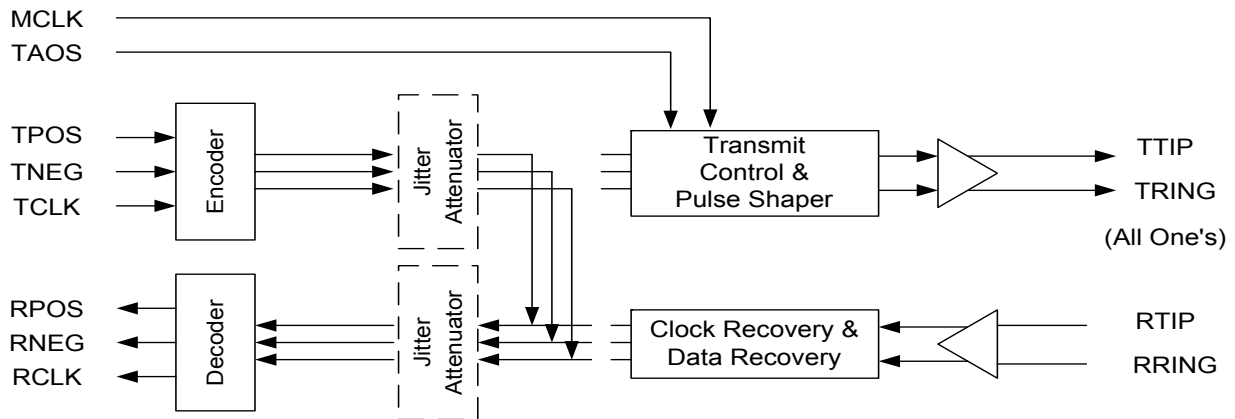 MCLK
TAOS
TPOS
TNEG
TCLK
Encoder
Jitter
Attenuator
Transmit
Control &
Pulse Shaper
TTIP
TRING
(All One's)
RPOS
RNEG
RCLK
Decoder
Jitter
Attenuator
Clock Recovery &
Data Recovery
RTIP
RRING